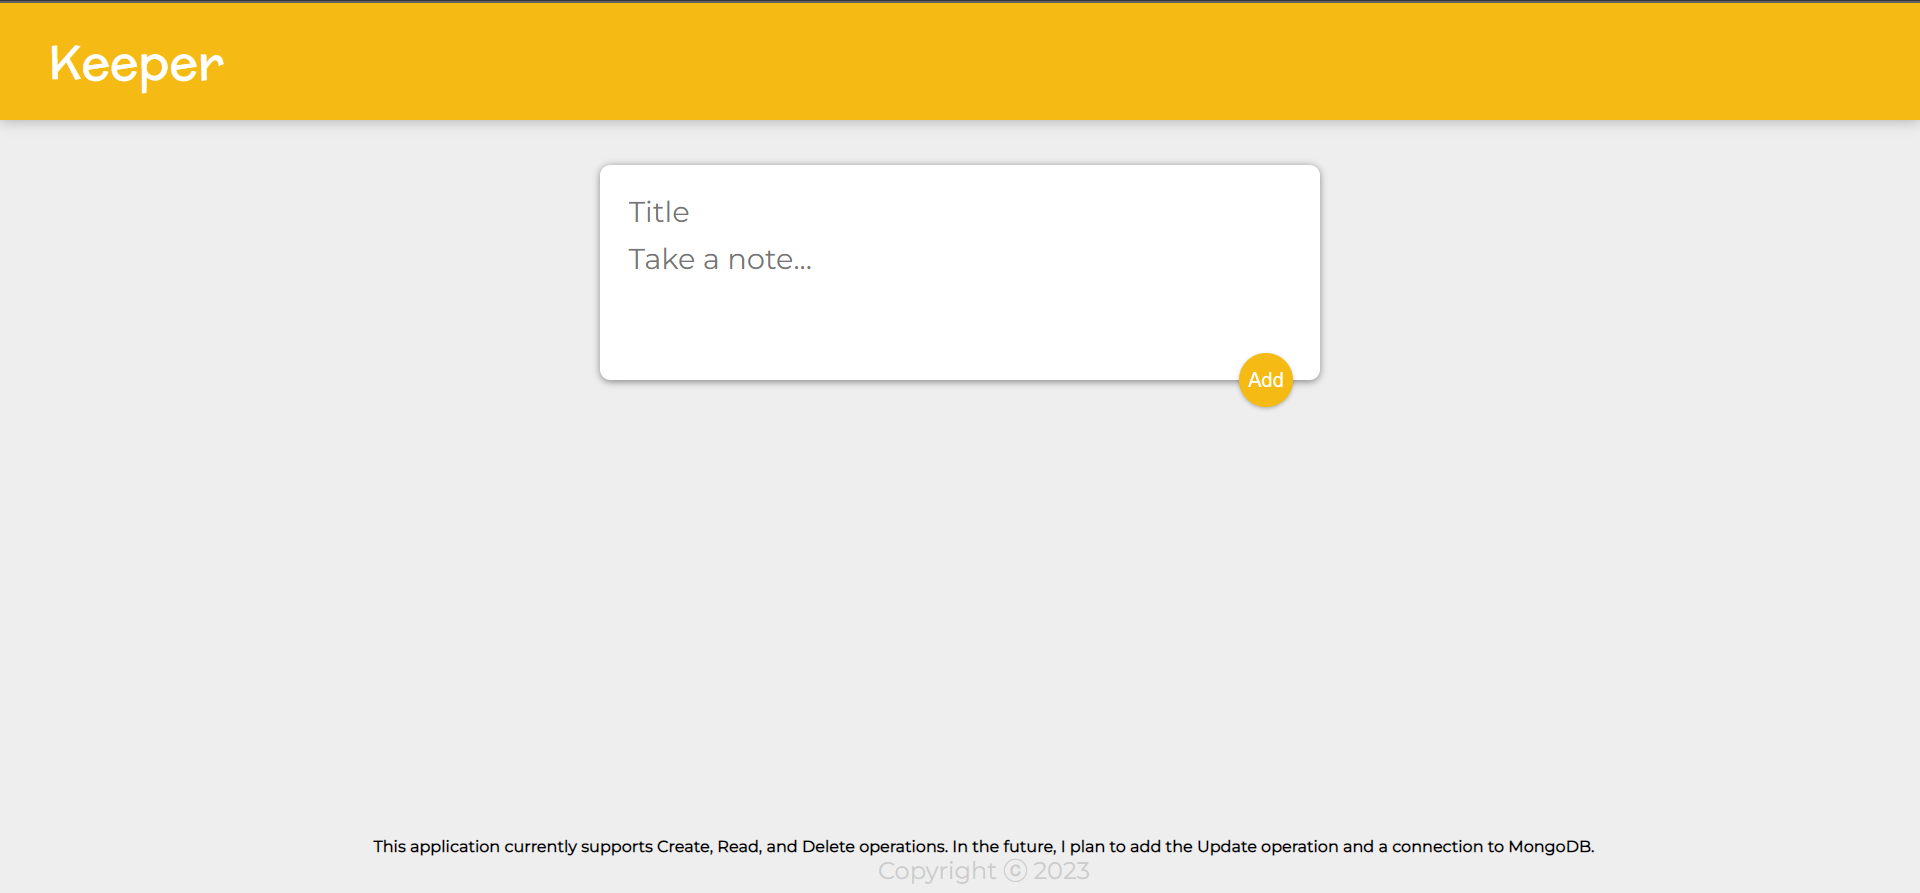 Keeper
Title
Take a note...
Add
This application currently supports Create, Read, and Delete operations. In the future, I plan to add the Update operation and a connection to MongoDB.
Copyright ⓒ 2023